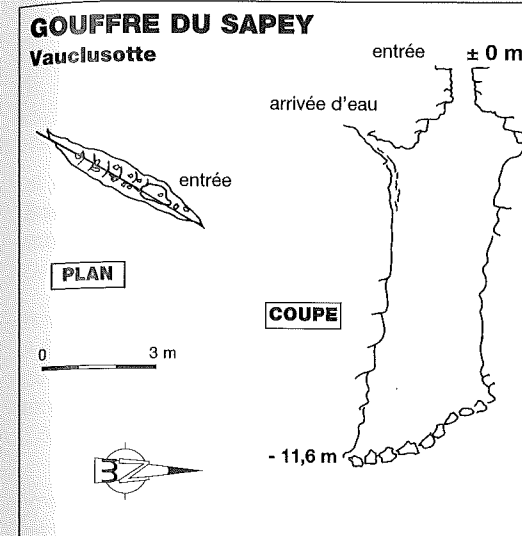 GOUFFRE DU SAPEY
Vauclusotte
entrée
± 0 m
arrivée d'eau
entrée
PLAN
COUPE
0
3 m
- 11,6 m